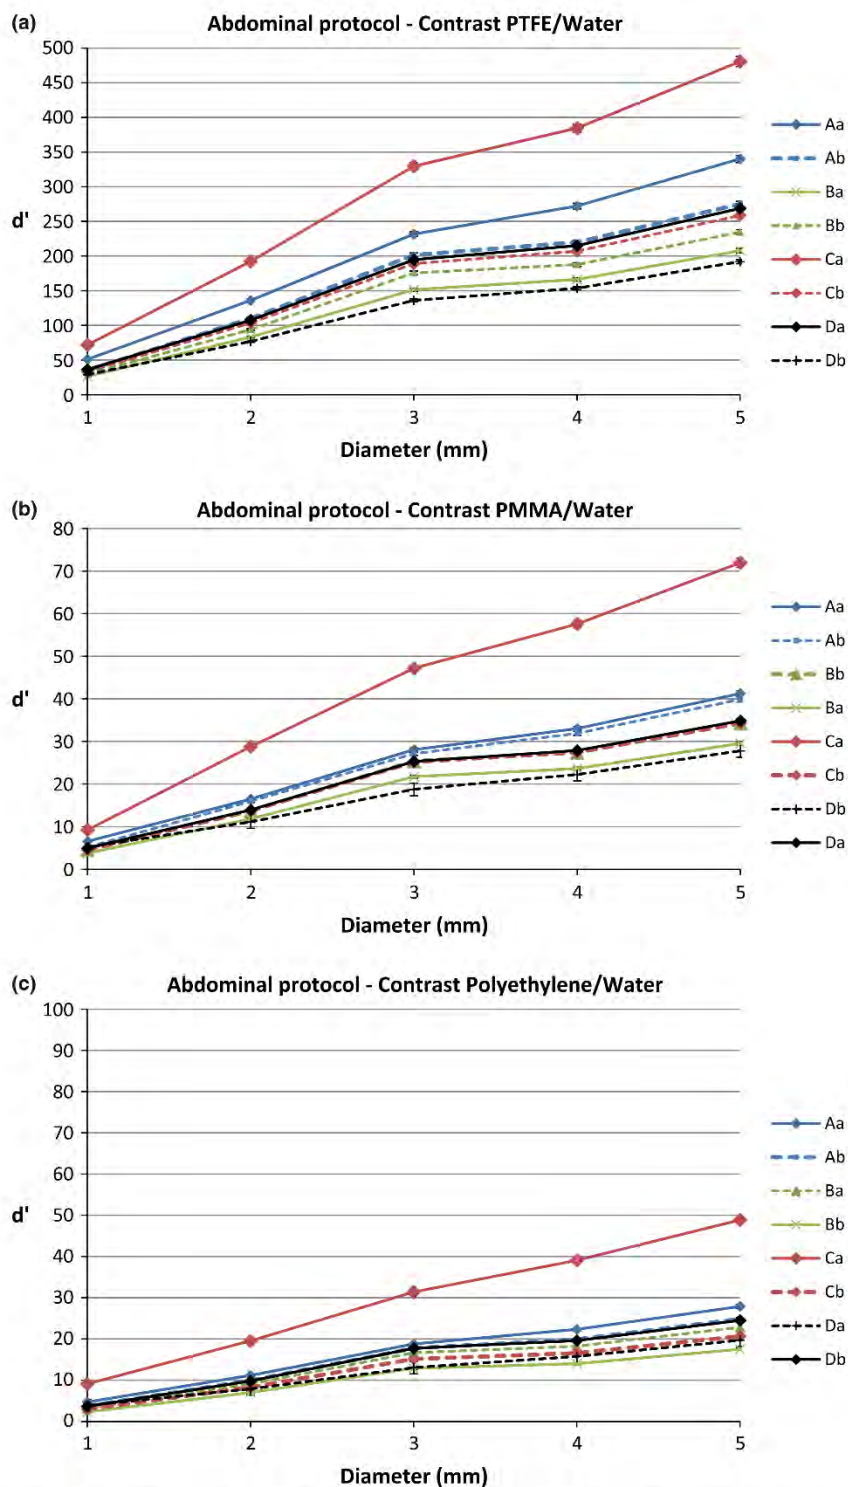 (a)
Abdominal protocol - Contrast PTFE/Water
500
450
400
350
300
250
200
150
100
50
0
d'
1 2 3 4 5
Diameter (mm)
Aa
Ab
Ba
Bb
Ca
Cb
Da
Db
(b)
Abdominal protocol - Contrast PMMA/Water
80
70
60
50
40
30
20
10
0
d'
1 2 3 4 5
Diameter (mm)
Aa
Ab
Bb
Ba
Ca
Cb
Db
Da
(c)
Abdominal protocol - Contrast Polyethylene/Water
100
90
80
70
60
50
40
30
20
10
0
d'
1 2 3 4 5
Diameter (mm)
Aa
Ab
Ba
Bb
Ca
Cb
Da
Db